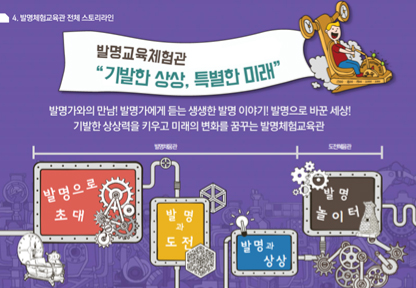 4. 발명체험교육관 전체 스토리라인
발명교육체험관
“기발한 상상, 특별한 미래”
발명가와의 만남! 발명가에게 듣는 생생한 발명 이야기! 발명으로 바꾼 세상!
기발한 상상력을 키우고 미래의 변화를 꿈꾸는 발명체험교육관
발명채움관
도전채움관
발명으로
초대
발명
과
도전
발명과
상상
발명
놀이터